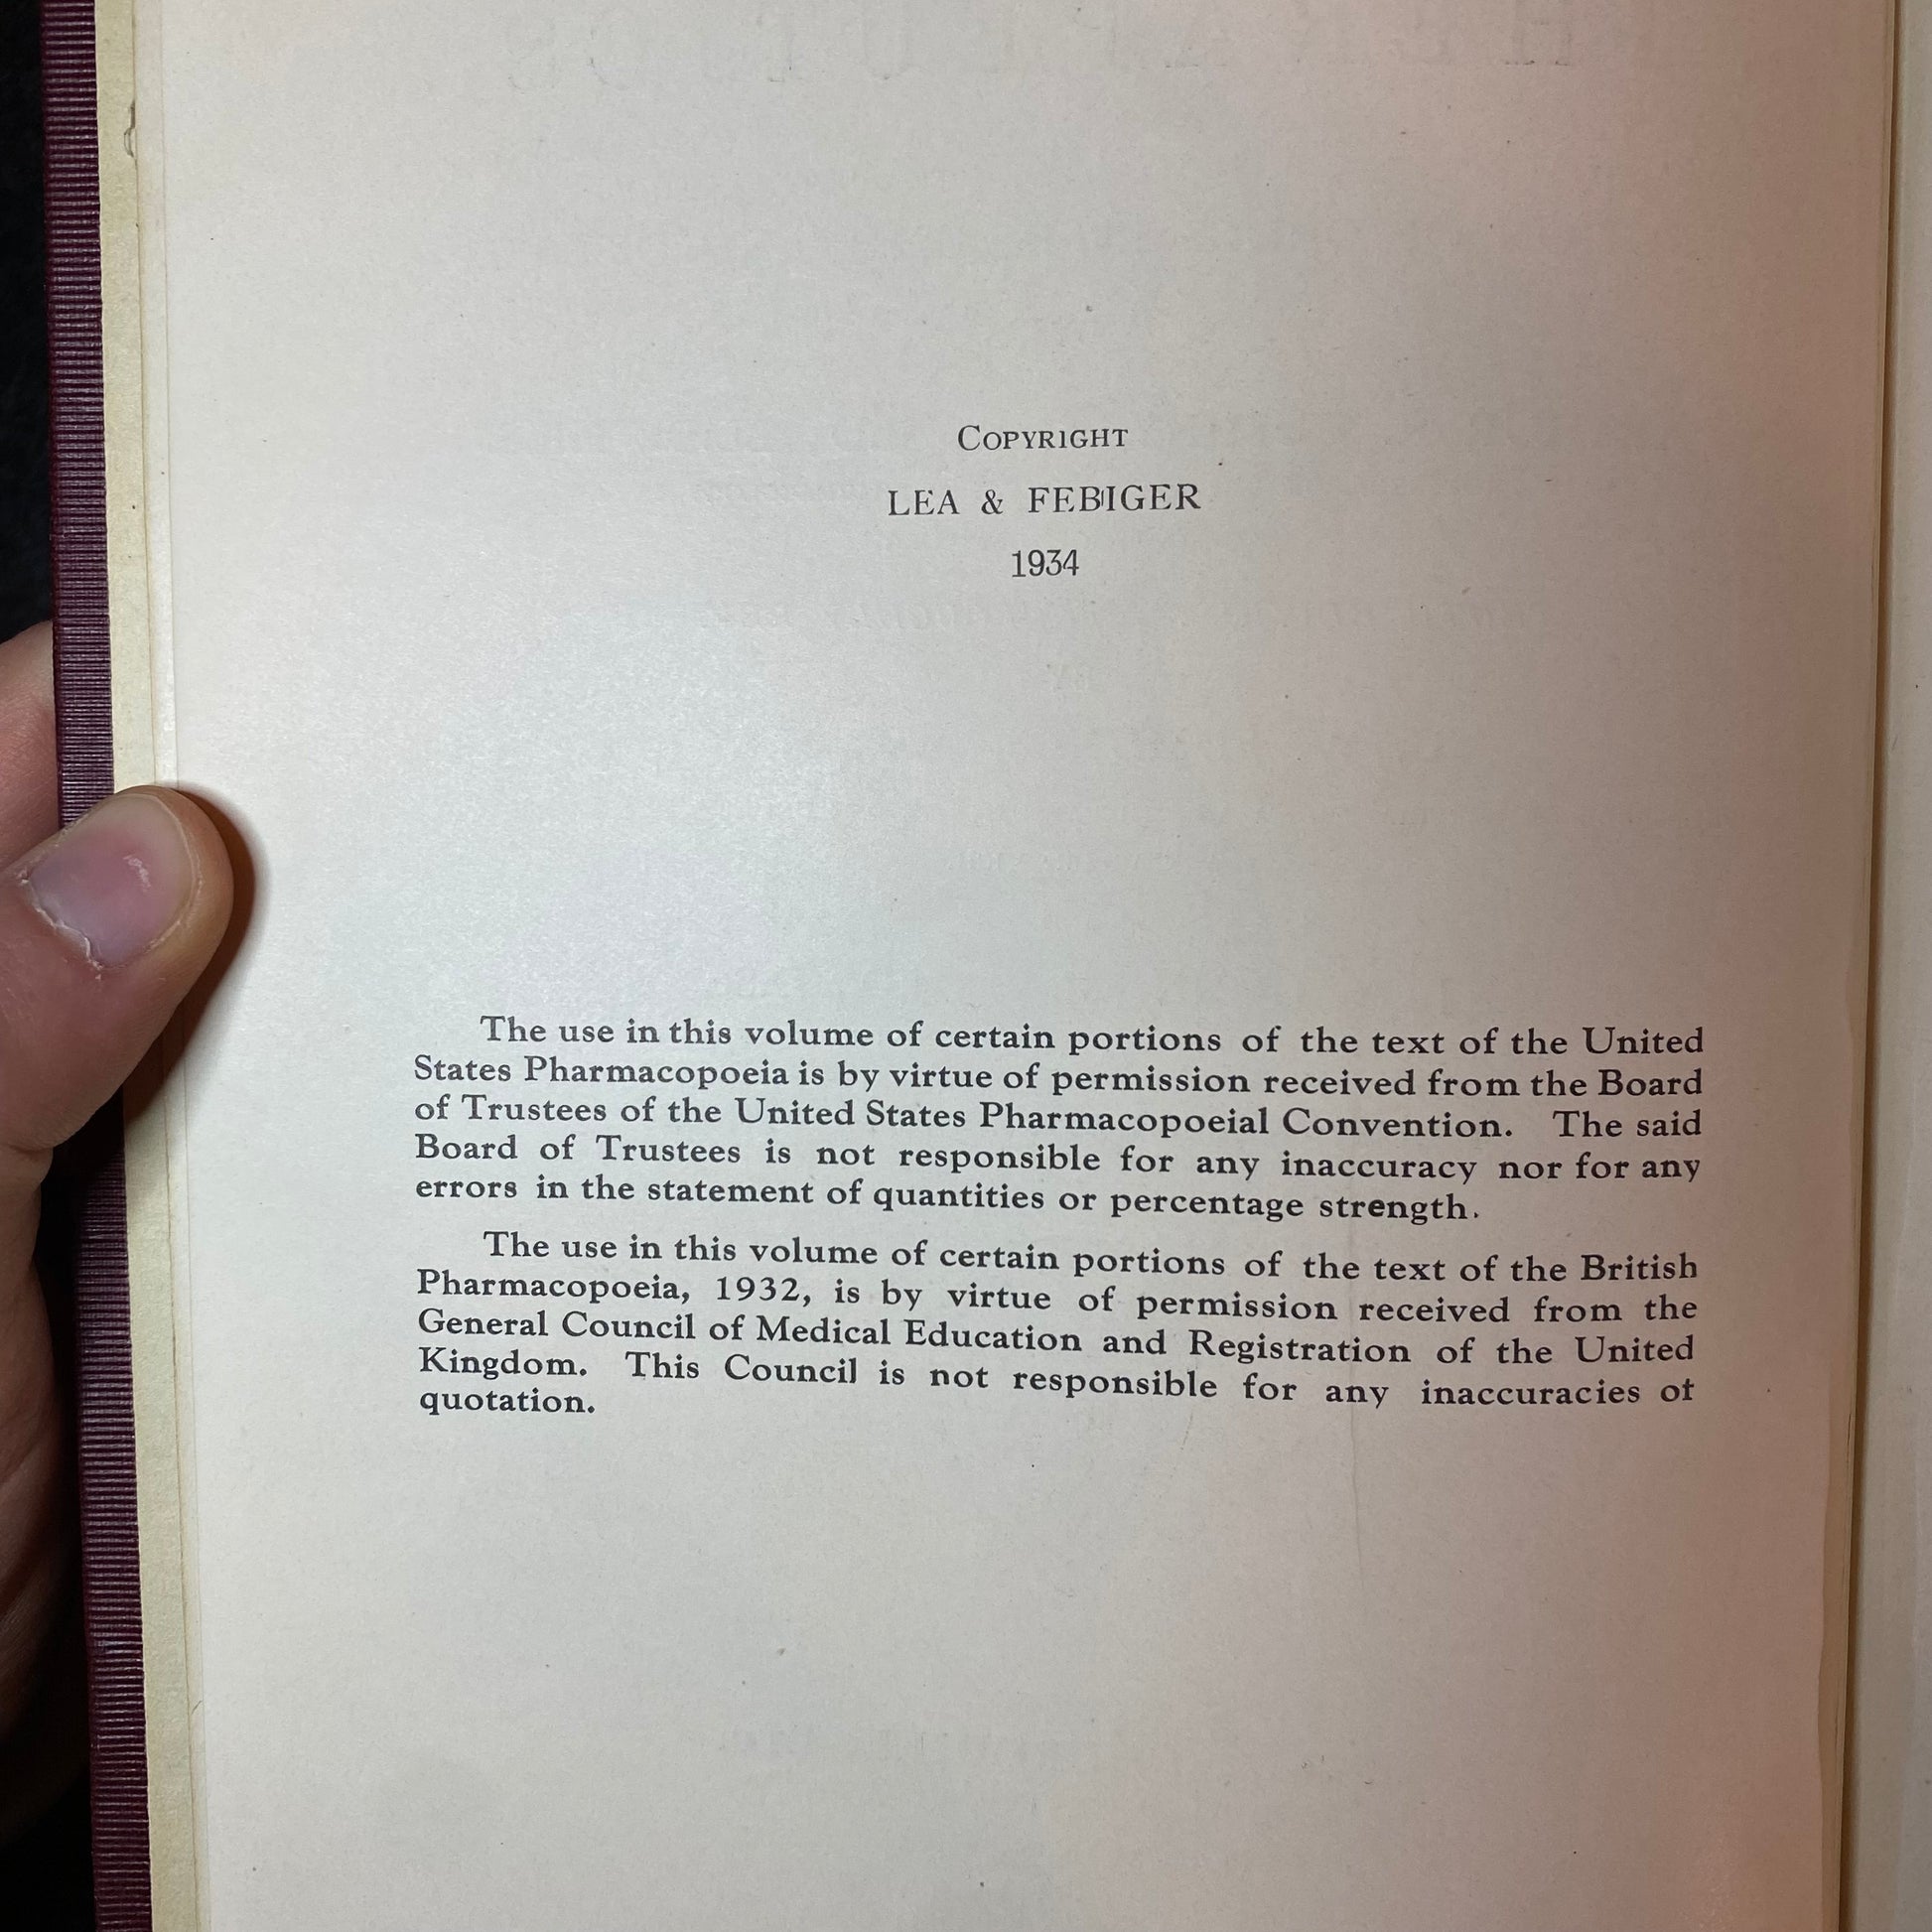 COPYRIGHT
LEA & FEBIGER
1934
The use in this volume of certain portions of the text of the United
States Pharmacopoeia is by virtue of permission received from the Board
of Trustees of the United States Pharmacopoeial Convention. The said
Board of Trustees is not responsible for any inaccuracy nor for any
errors in the statement of quantities or percentage strength.
The use in this volume of certain portions of the text of the British
Pharmacopoeia, 1932, is by virtue of permission received from the
General Council of Medical Education and Registration of the United
Kingdom. This Council is not responsible for any inaccuracies of
quotation.